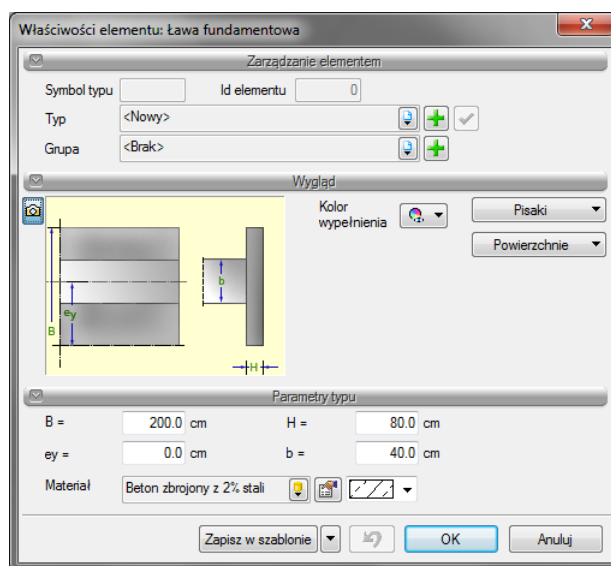 Właściwości elementu: Ława fundamentowa
Zarządzanie elementem
Symbol typu Id elementu 0
Typ <Nowy>
Grupa <Brak>
Wygląd
Kolor wypełnienia Pisaki
Powierzchnie
B ey b H
Parametry typu
B = 200.0 cm H = 80.0 cm
ey = 0.0 cm b = 40.0 cm
Materiał Beton zbrojony z 2% stali
Zapisz w szablonie OK Anuluj